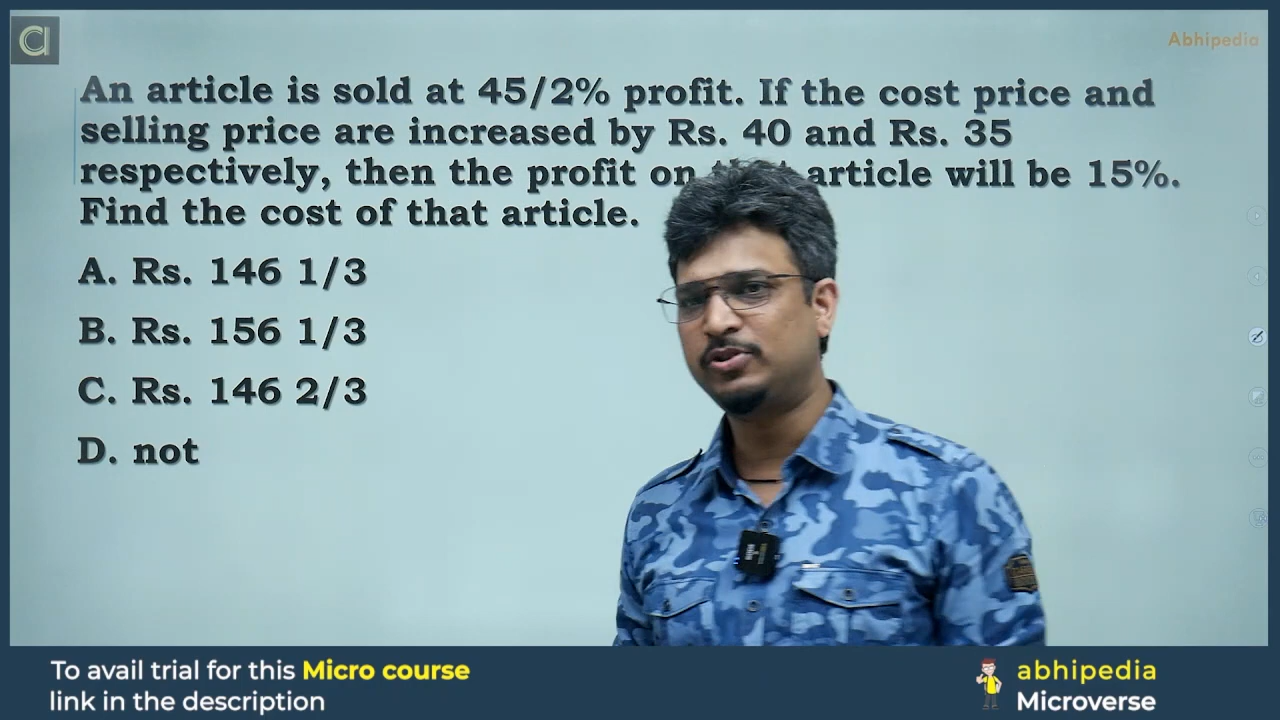 a
Abhipedia
An article is sold at 45/2% profit. If the cost price and
selling price are increased by Rs. 40 and Rs. 35
respectively, then the profit on article will be 15%.
Find the cost of that article.
A. Rs. 146 1/3
B. Rs. 156 1/3
C. Rs. 146 2/3
D. not
To avail trial for this Micro course
link in the description
abhipedia
Microverse